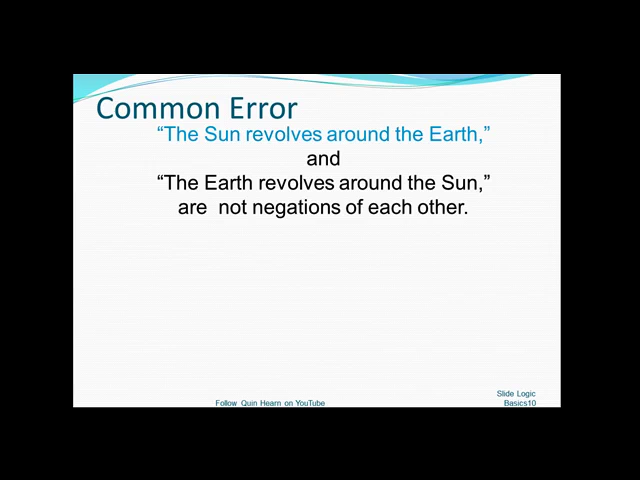 Common Error
“The Sun revolves around the Earth,”
and
“The Earth revolves around the Sun,”
are  not negations of each other.
Follow  Quin Hearn on YouTube
Slide Logic
Basics10